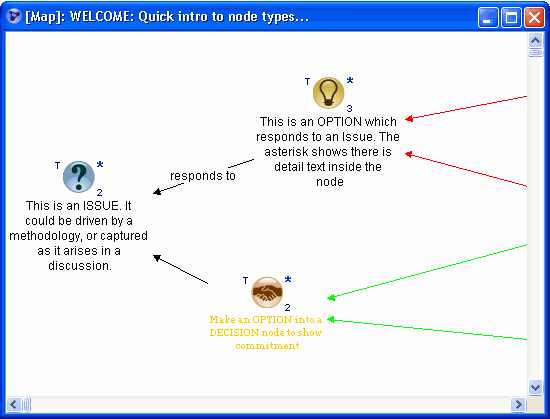 [Map]: WELCOME: Quick intro to node types...
T *
3
This is an OPTION which
responds to an Issue. The
asterisk shows there is
detail text inside the
node
responds to
T *
?
2
This is an ISSUE. It
could be driven by a
methodology, or captured
as it arises in a
discussion.
T *
2
Make an OPTION into a
DECISION node to show
commitment